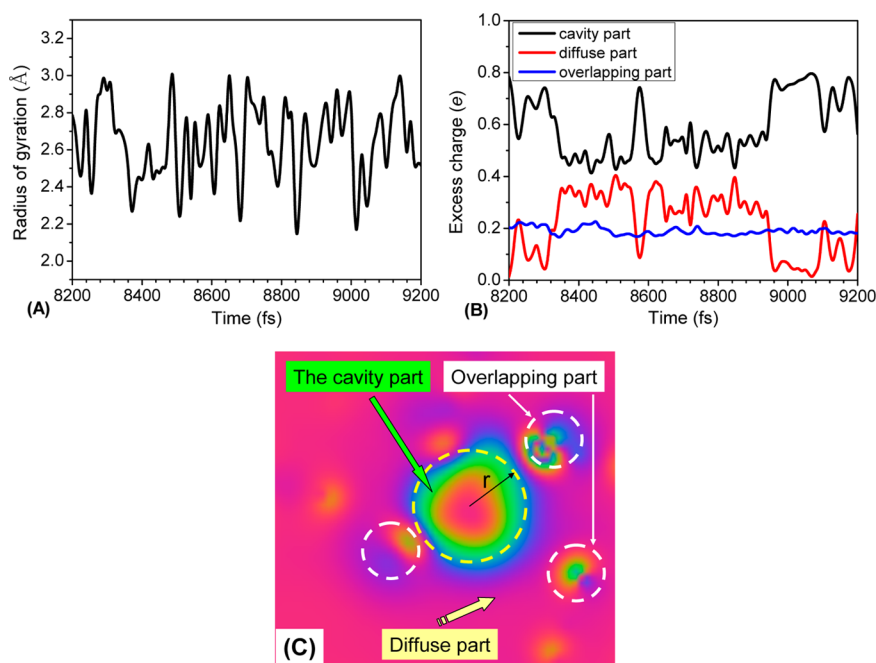 3.2
3.0
2.8
2.6
2.4
2.2
2.0
Radius of gyration (Å)
8200 8400 8600 8800 9000 9200
Time (fs)
(A)
cavity part
diffuse part
overlapping part
1.0
0.8
0.6
0.4
0.2
0.0
Excess charge (e)
8200 8400 8600 8800 9000 9200
Time (fs)
(B)
The cavity part
Overlapping part
r
Diffuse part
(C)